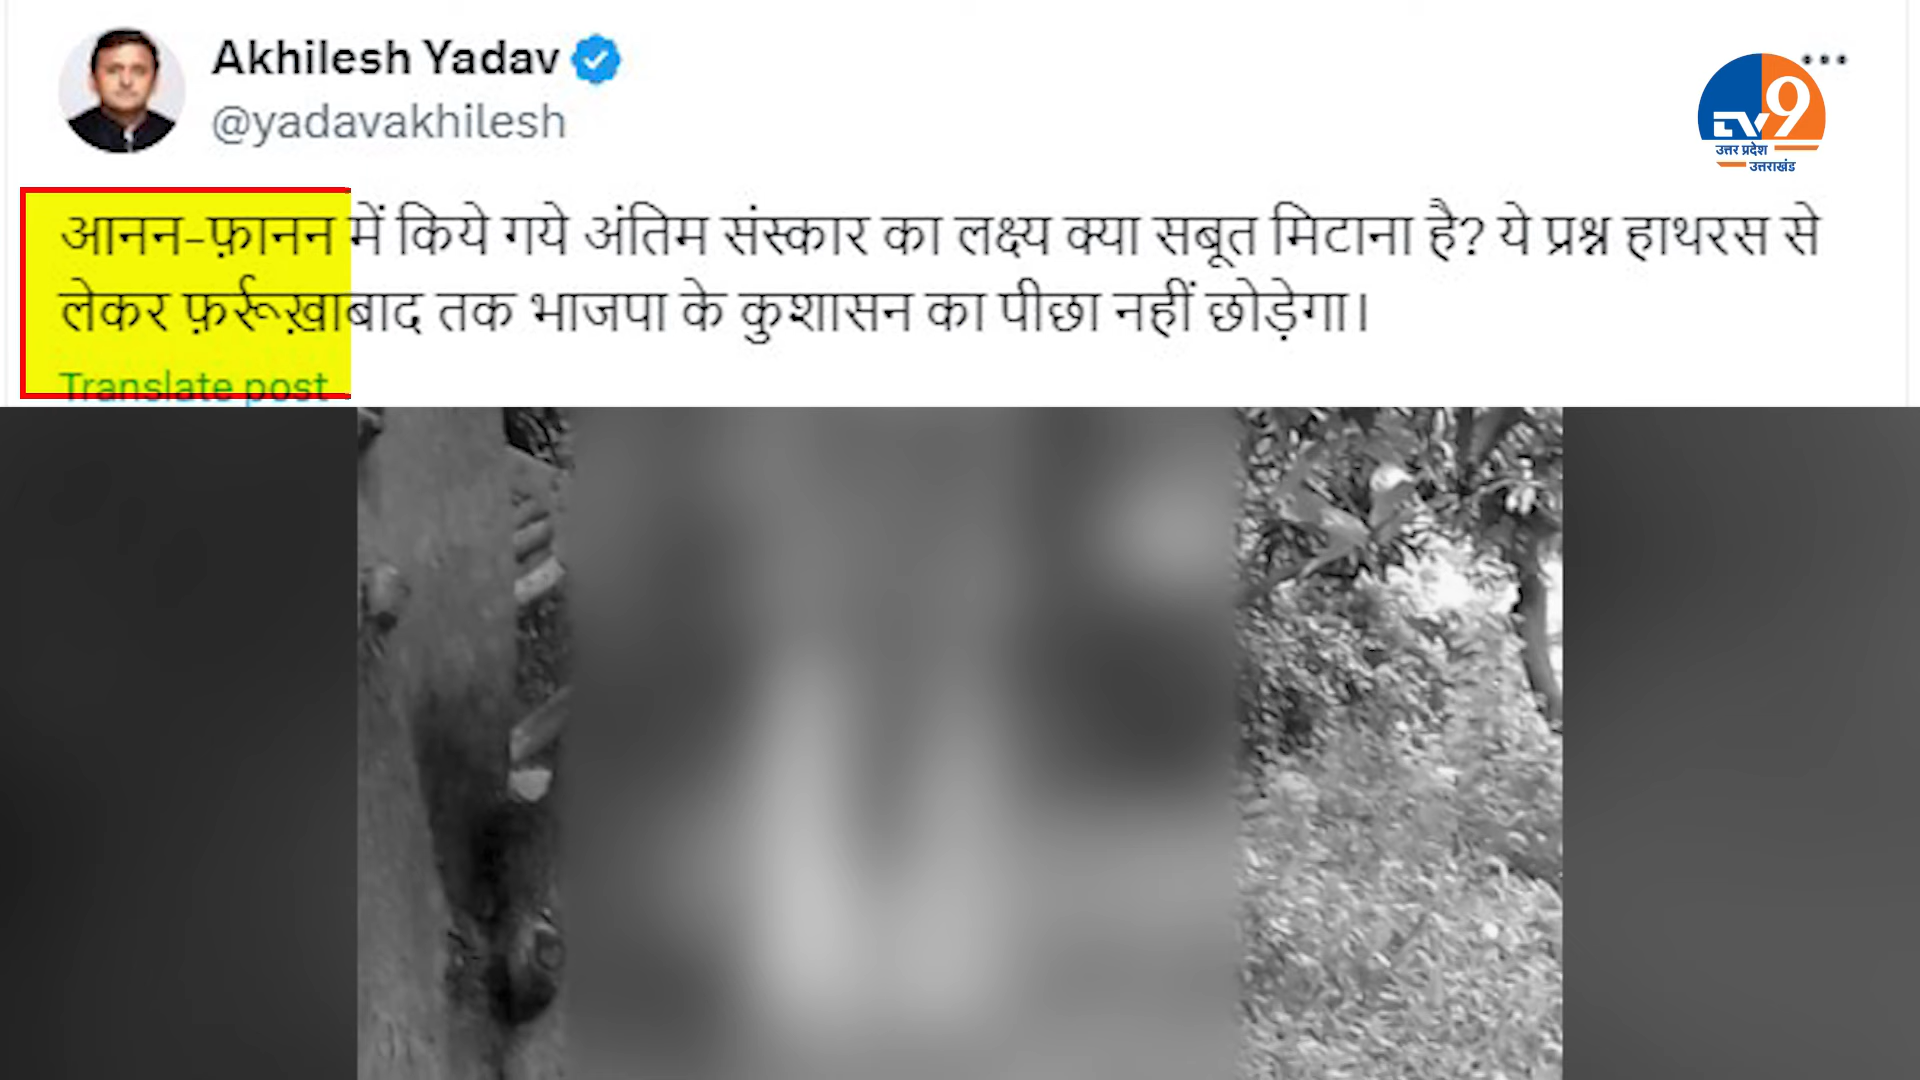 Akhilesh Yadav
@yadavakhilesh
TV9
उत्तर प्रदेश
उत्तराखंड
आनन-फ़ानन में किये गये अंतिम संस्कार का लक्ष्य क्या सबूत मिटाना है? ये प्रश्न हाथरस से
लेकर फ़र्रूख़ाबाद तक भाजपा के कुशासन का पीछा नहीं छोड़ेगा।
Translate post